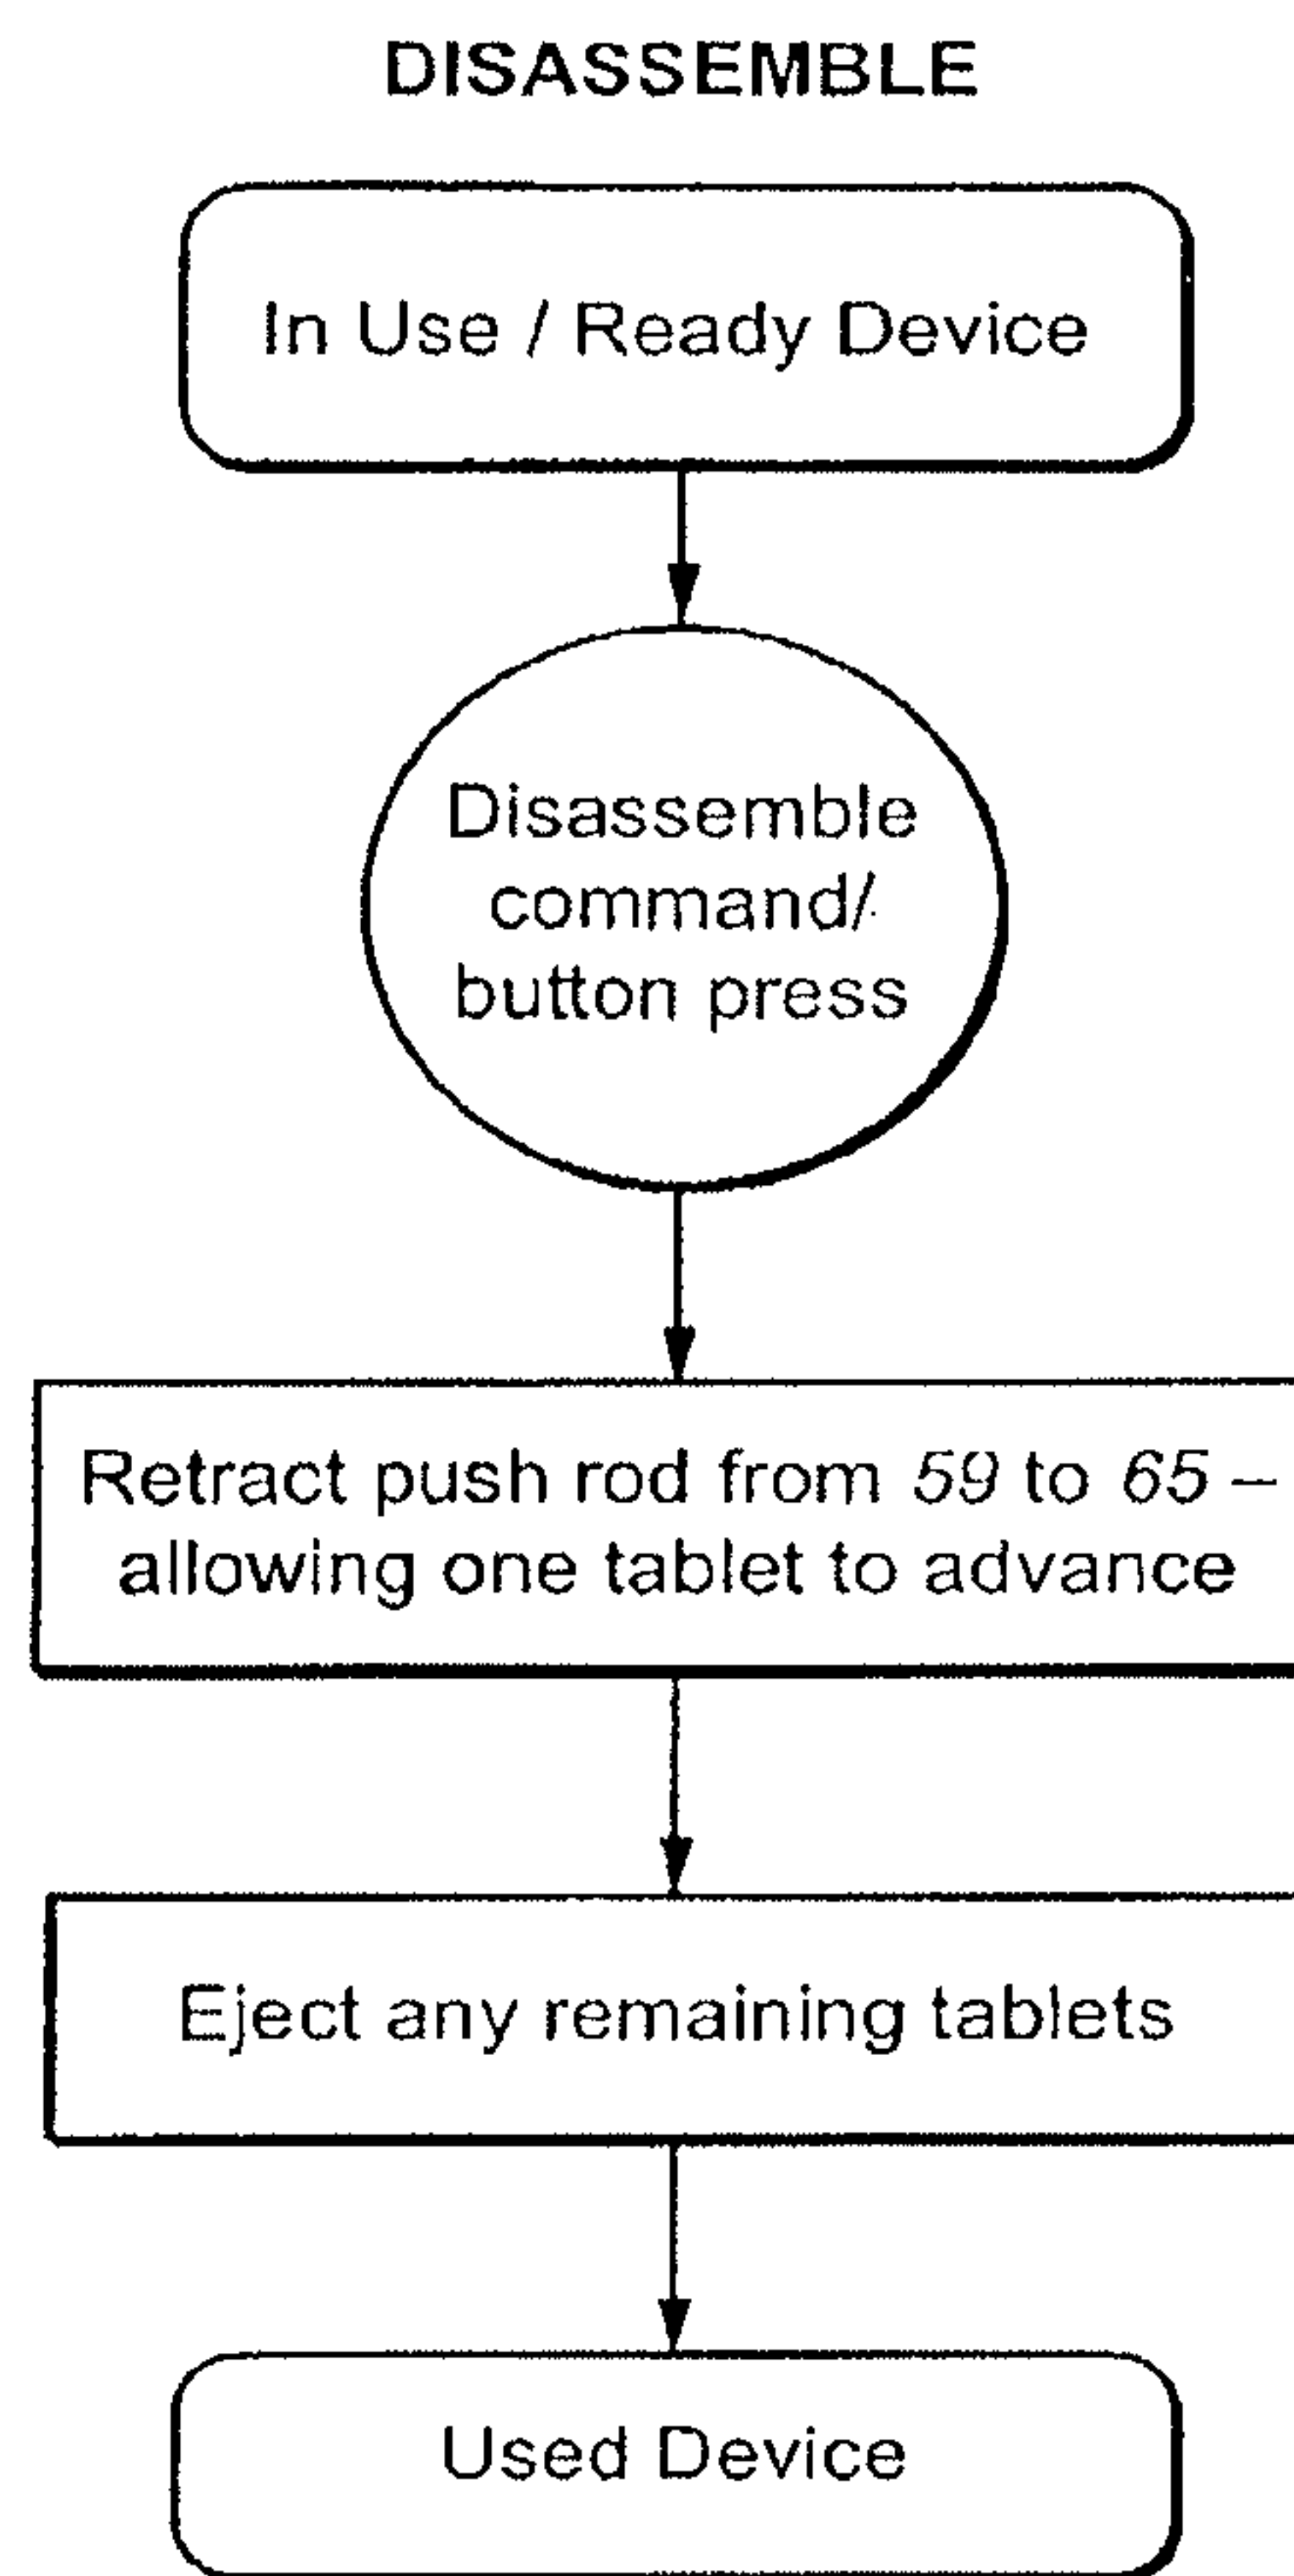 DISASSEMBLE
In Use / Ready Device
Disassemble
command/
button press
Retract push rod from 59 to 65 –
allowing one tablet to advance
Eject any remaining tablets
Used Device